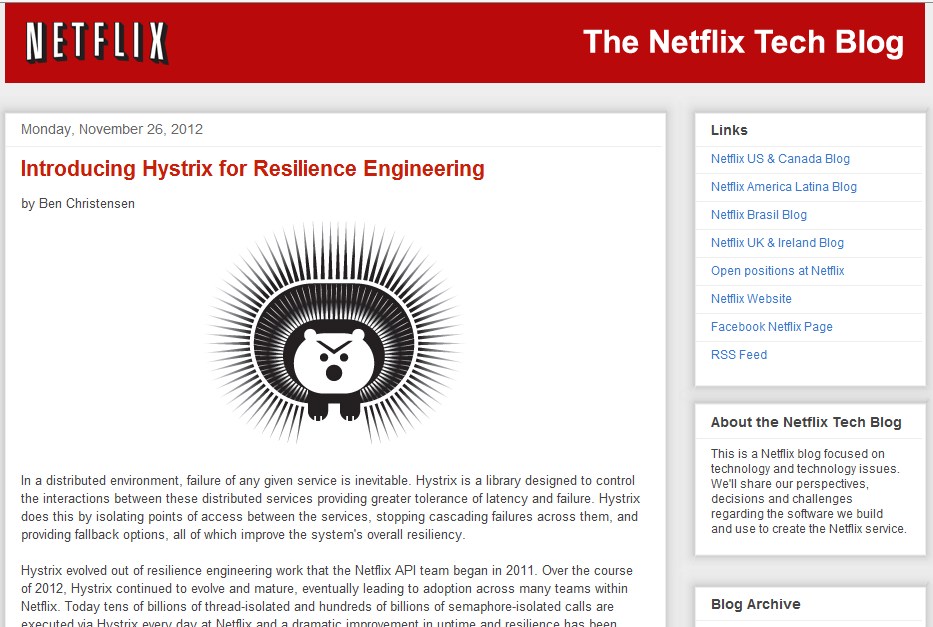 NETFLIX
The Netflix Tech Blog
Monday, November 26, 2012
Introducing Hystrix for Resilience Engineering
by Ben Christensen
In a distributed environment, failure of any given service is inevitable. Hystrix is a library designed to control
the interactions between these distributed services providing greater tolerance of latency and failure. Hystrix
does this by isolating points of access between the services, stopping cascading failures across them, and
providing fallback options, all of which improve the system's overall resiliency.
Hystrix evolved out of resilience engineering work that the Netflix API team began in 2011. Over the course
of 2012, Hystrix continued to evolve and mature, eventually leading to adoption across many teams within
Netflix. Today tens of billions of thread-isolated and hundreds of billions of semaphore-isolated calls are
executed via Hystrix every day at Netflix and a dramatic improvement in uptime and resilience has been
Links
Netflix US & Canada Blog
Netflix America Latina Blog
Netflix Brasil Blog
Netflix UK & Ireland Blog
Open positions at Netflix
Netflix Website
Facebook Netflix Page
RSS Feed
About the Netflix Tech Blog
This is a Netflix blog focused on
technology and technology issues.
We'll share our perspectives,
decisions and challenges
regarding the software we build
and use to create the Netflix service.
Blog Archive